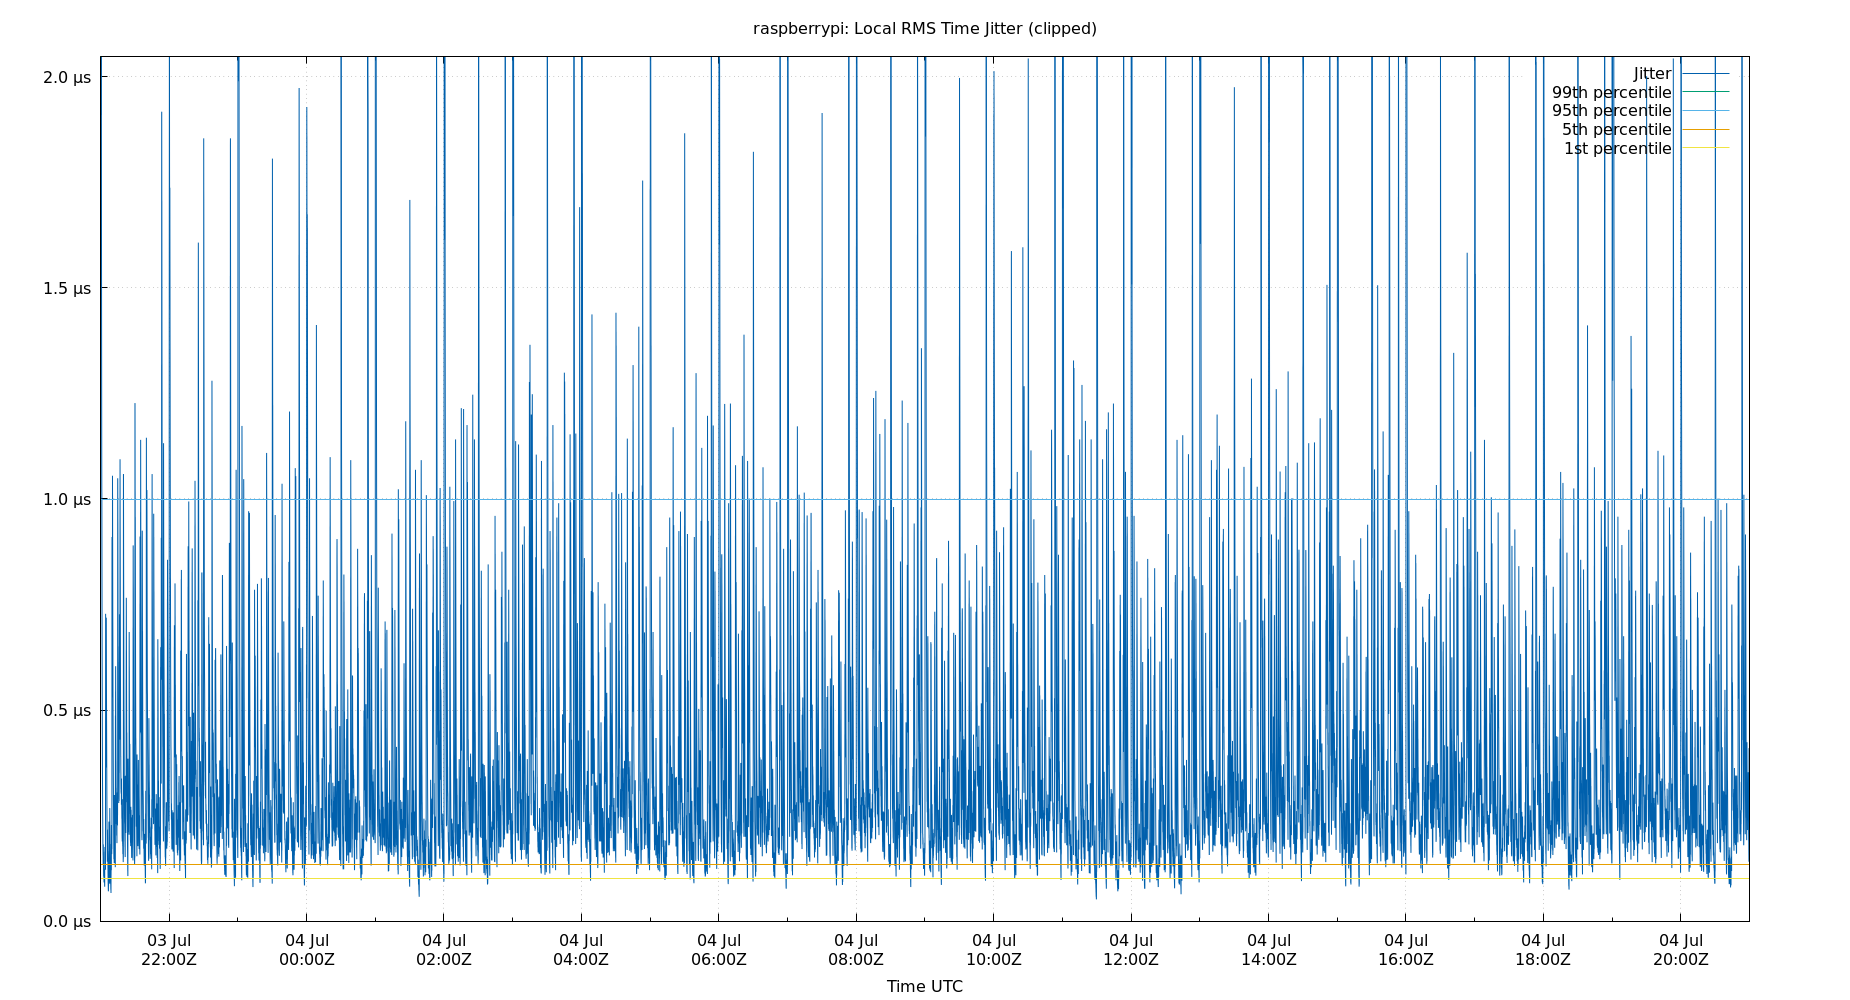 raspberrypi: Local RMS Time Jitter (clipped)
2.0 μs
1.5 μs
1.0 μs
0.5 μs
0.0 μs
Jitter
99th percentile
95th percentile
5th percentile
1st percentile
03 Jul 04 Jul 04 Jul 04 Jul 04 Jul 04 Jul 04 Jul 04 Jul 04 Jul 04 Jul 04 Jul 04 Jul
22:00Z 00:00Z 02:00Z 04:00Z 06:00Z 08:00Z 10:00Z 12:00Z 14:00Z 16:00Z 18:00Z 20:00Z
Time UTC